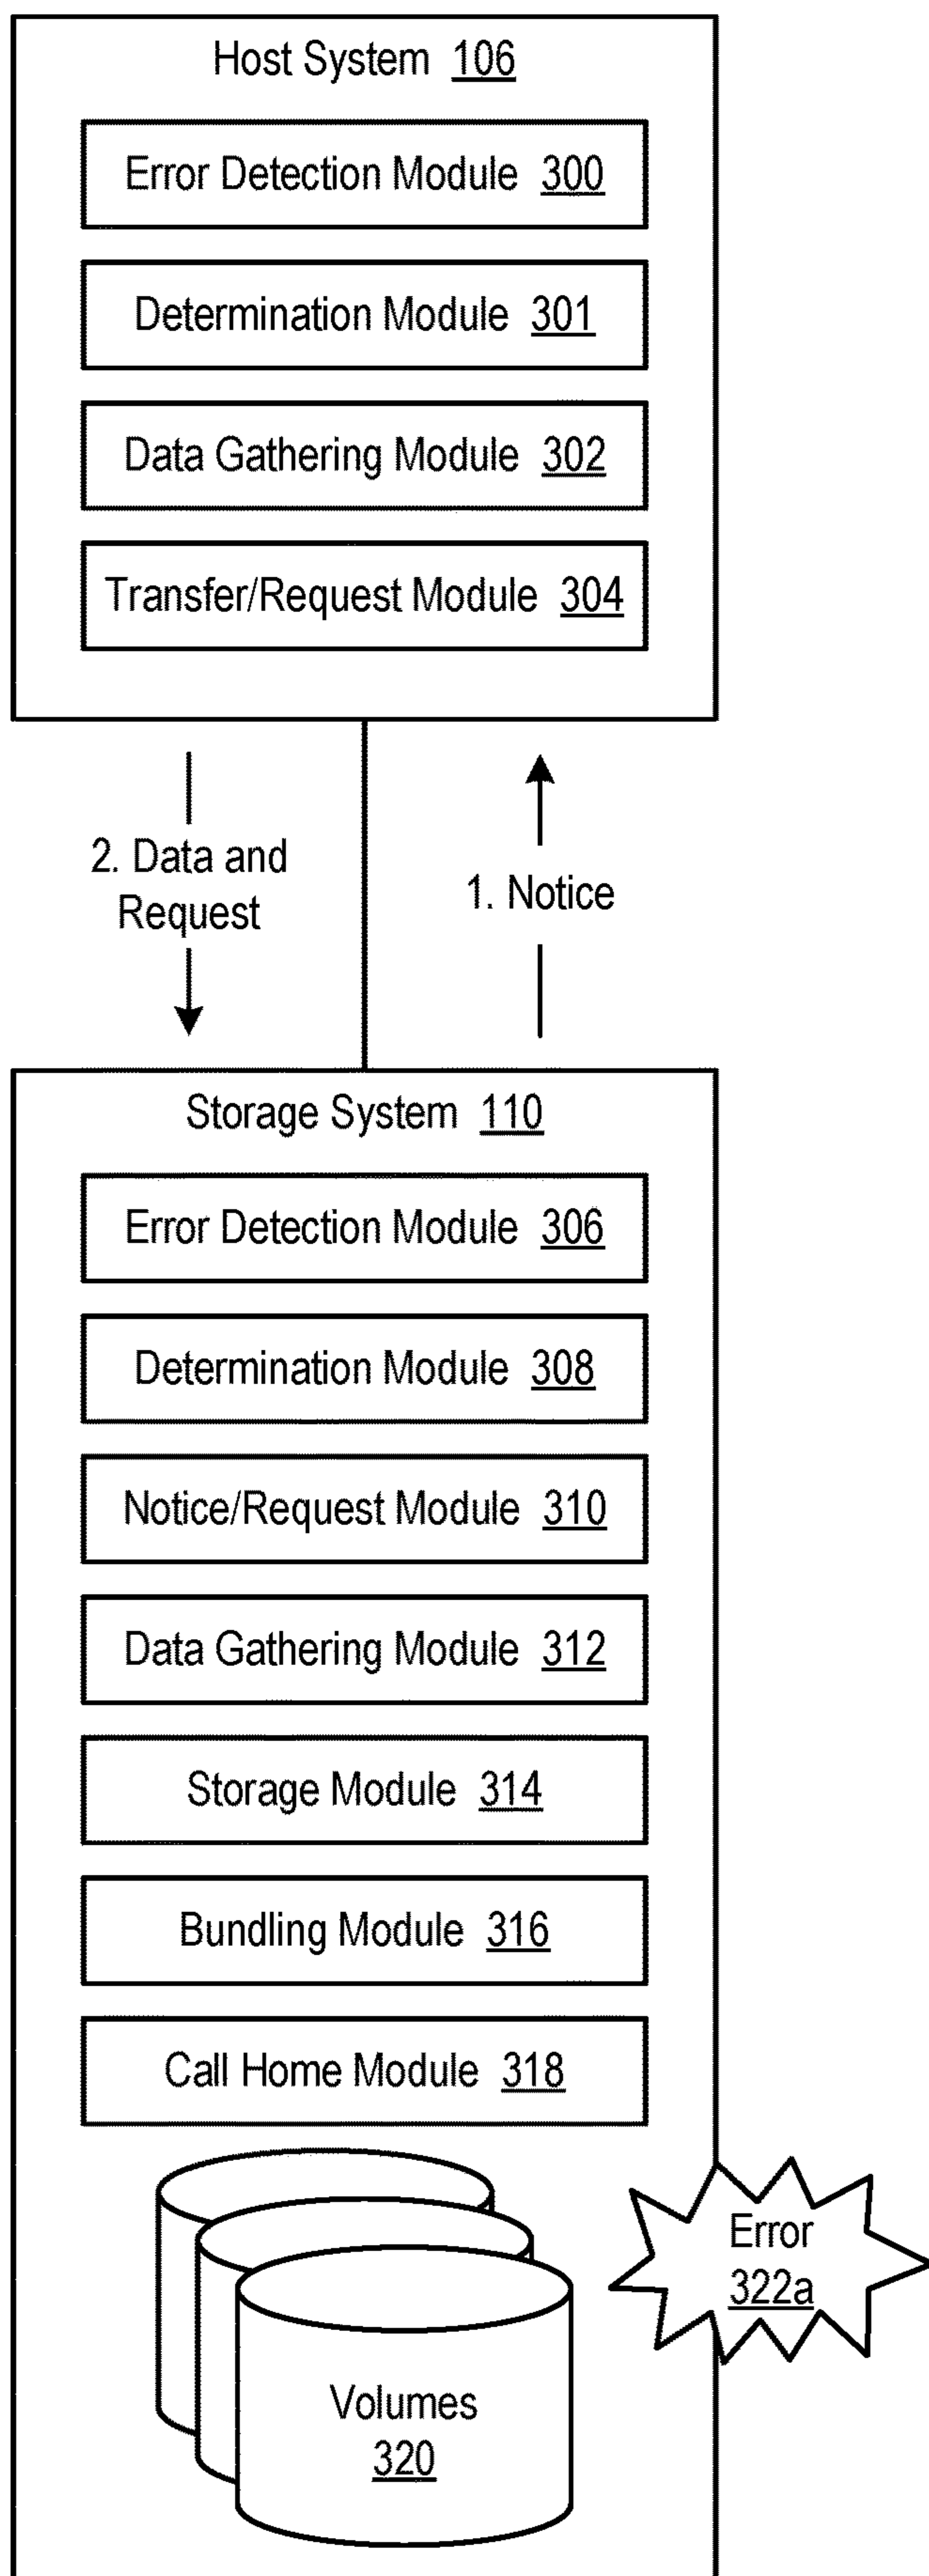 Host System 106
Error Detection Module 300
Determination Module 301
Data Gathering Module 302
Transfer/Request Module 304
2. Data and
Request
1. Notice
Storage System 110
Error Detection Module 306
Determination Module 308
Notice/Request Module 310
Data Gathering Module 312
Storage Module 314
Bundling Module 316
Call Home Module 318
Error
322a
Volumes
320